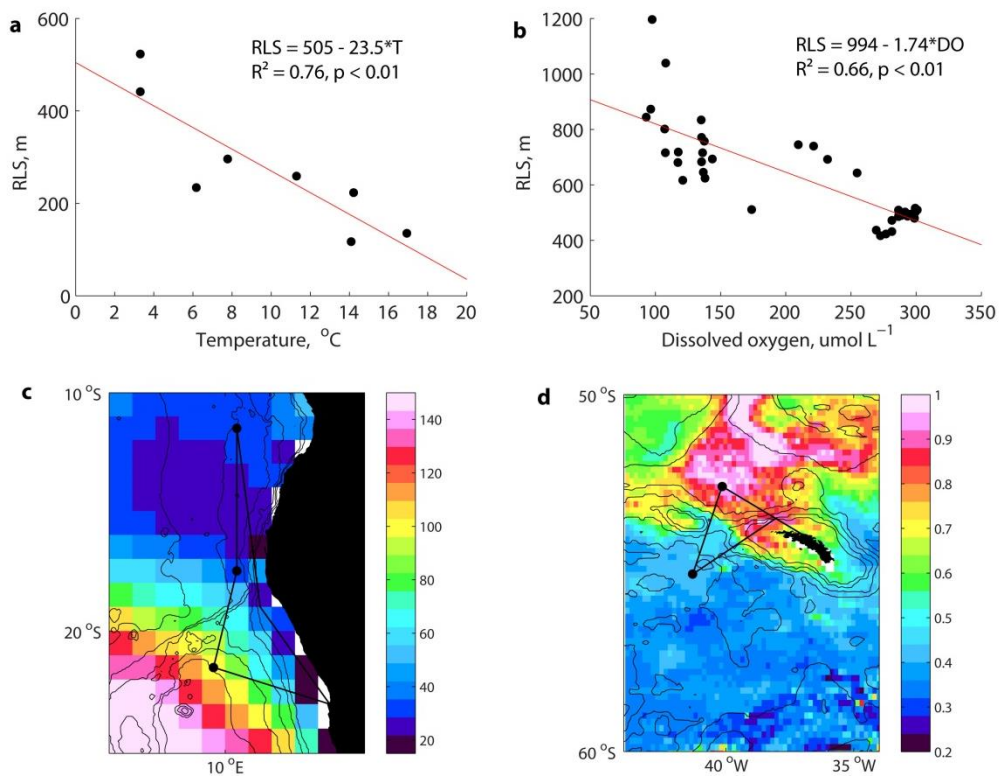 a
RLS = 505 - 23.5*T
R² = 0.76, p < 0.01
600
400
200
0
RLS, m
0 2 4 6 8 10 12 14 16 18 20
Temperature, °C
b
RLS = 994 - 1.74*DO
R² = 0.66, p < 0.01
1200
1000
800
600
400
200
RLS, m
50 100 150 200 250 300 350
Dissolved oxygen, umol L⁻¹
c
10 °S
20 °S
10 °E
140
120
100
80
60
40
20
d
50 °S
60 °S
40 °W 35 °W
1
0.9
0.8
0.7
0.6
0.5
0.4
0.3
0.2